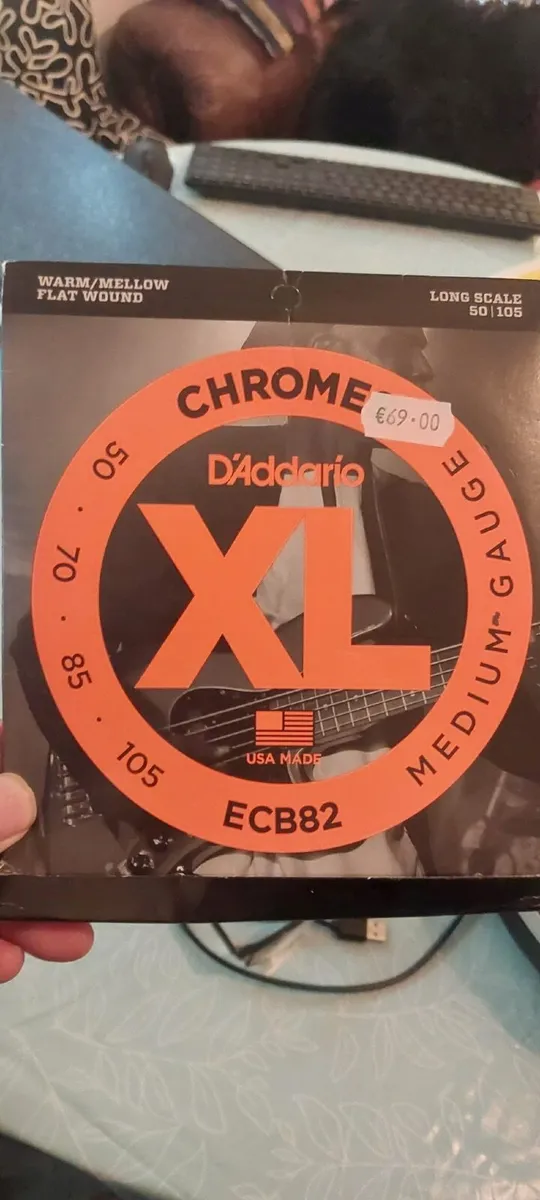 WARM/MELLOW
FLAT WOUND
LONG SCALE
50|105
CHROME
€69.00
D'Addario
XL
USA MADE
50 · 70 · 85 · 105
ECB82
MEDIUM GAUGE